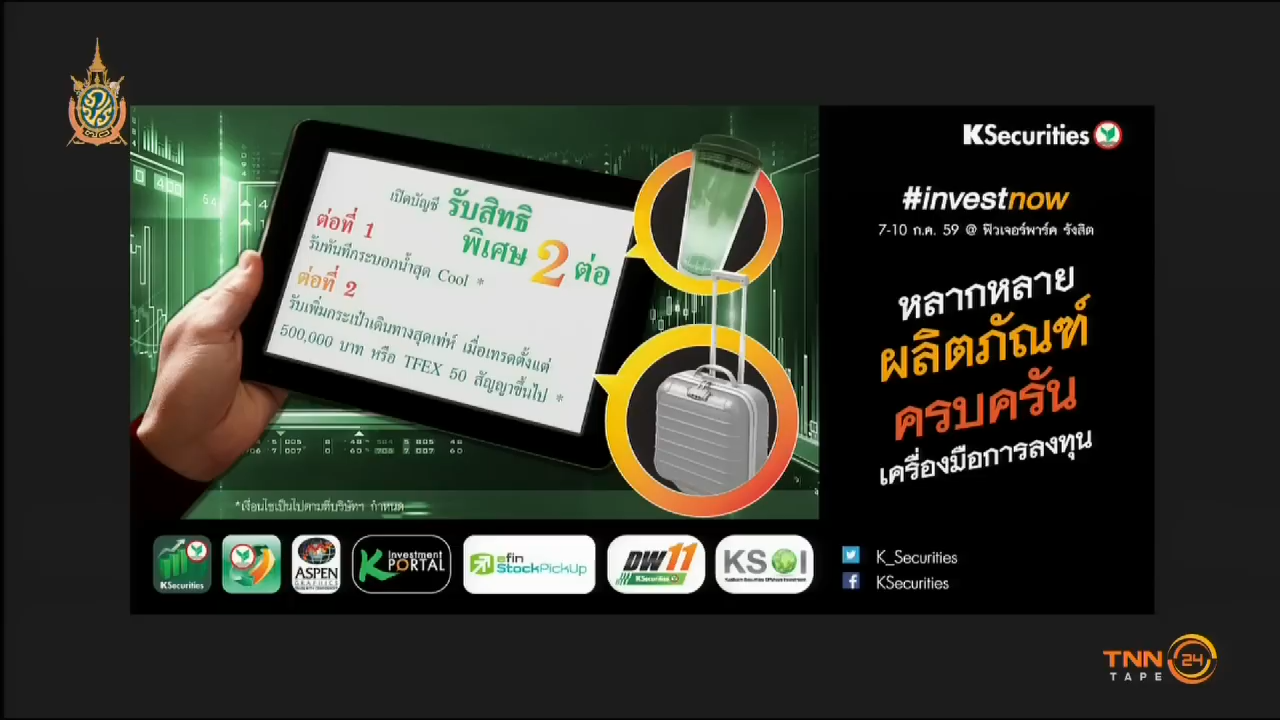 เปิดบัญชี รับสิทธิ
พิเศษ 2 ต่อ
ต่อที่ 1
รับทันทีกระบอกน้ำสุด Cool *
ต่อที่ 2
รับเพิ่มกระเป๋าเดินทางสุดเท่ห์ เมื่อเทรดตั้งแต่
500,000 บาท หรือ TFEX 50 สัญญาขึ้นไป *
*เงื่อนไขเป็นไปตามที่บริษัทฯ กำหนด
KSecurities
#investnow
7-10 ก.ค. 59 @ ฟิวเจอร์พาร์ค รังสิต
หลากหลาย
ผลิตภัณฑ์
ครบครัน
เครื่องมือการลงทุน
KSecurities
ASPEN
GRAPHICS
K investment
PORTAL
efin
StockPickUp
DW11
KSecurities
KSOI
K_Securities
KSecurities
TNN 24
TAPE